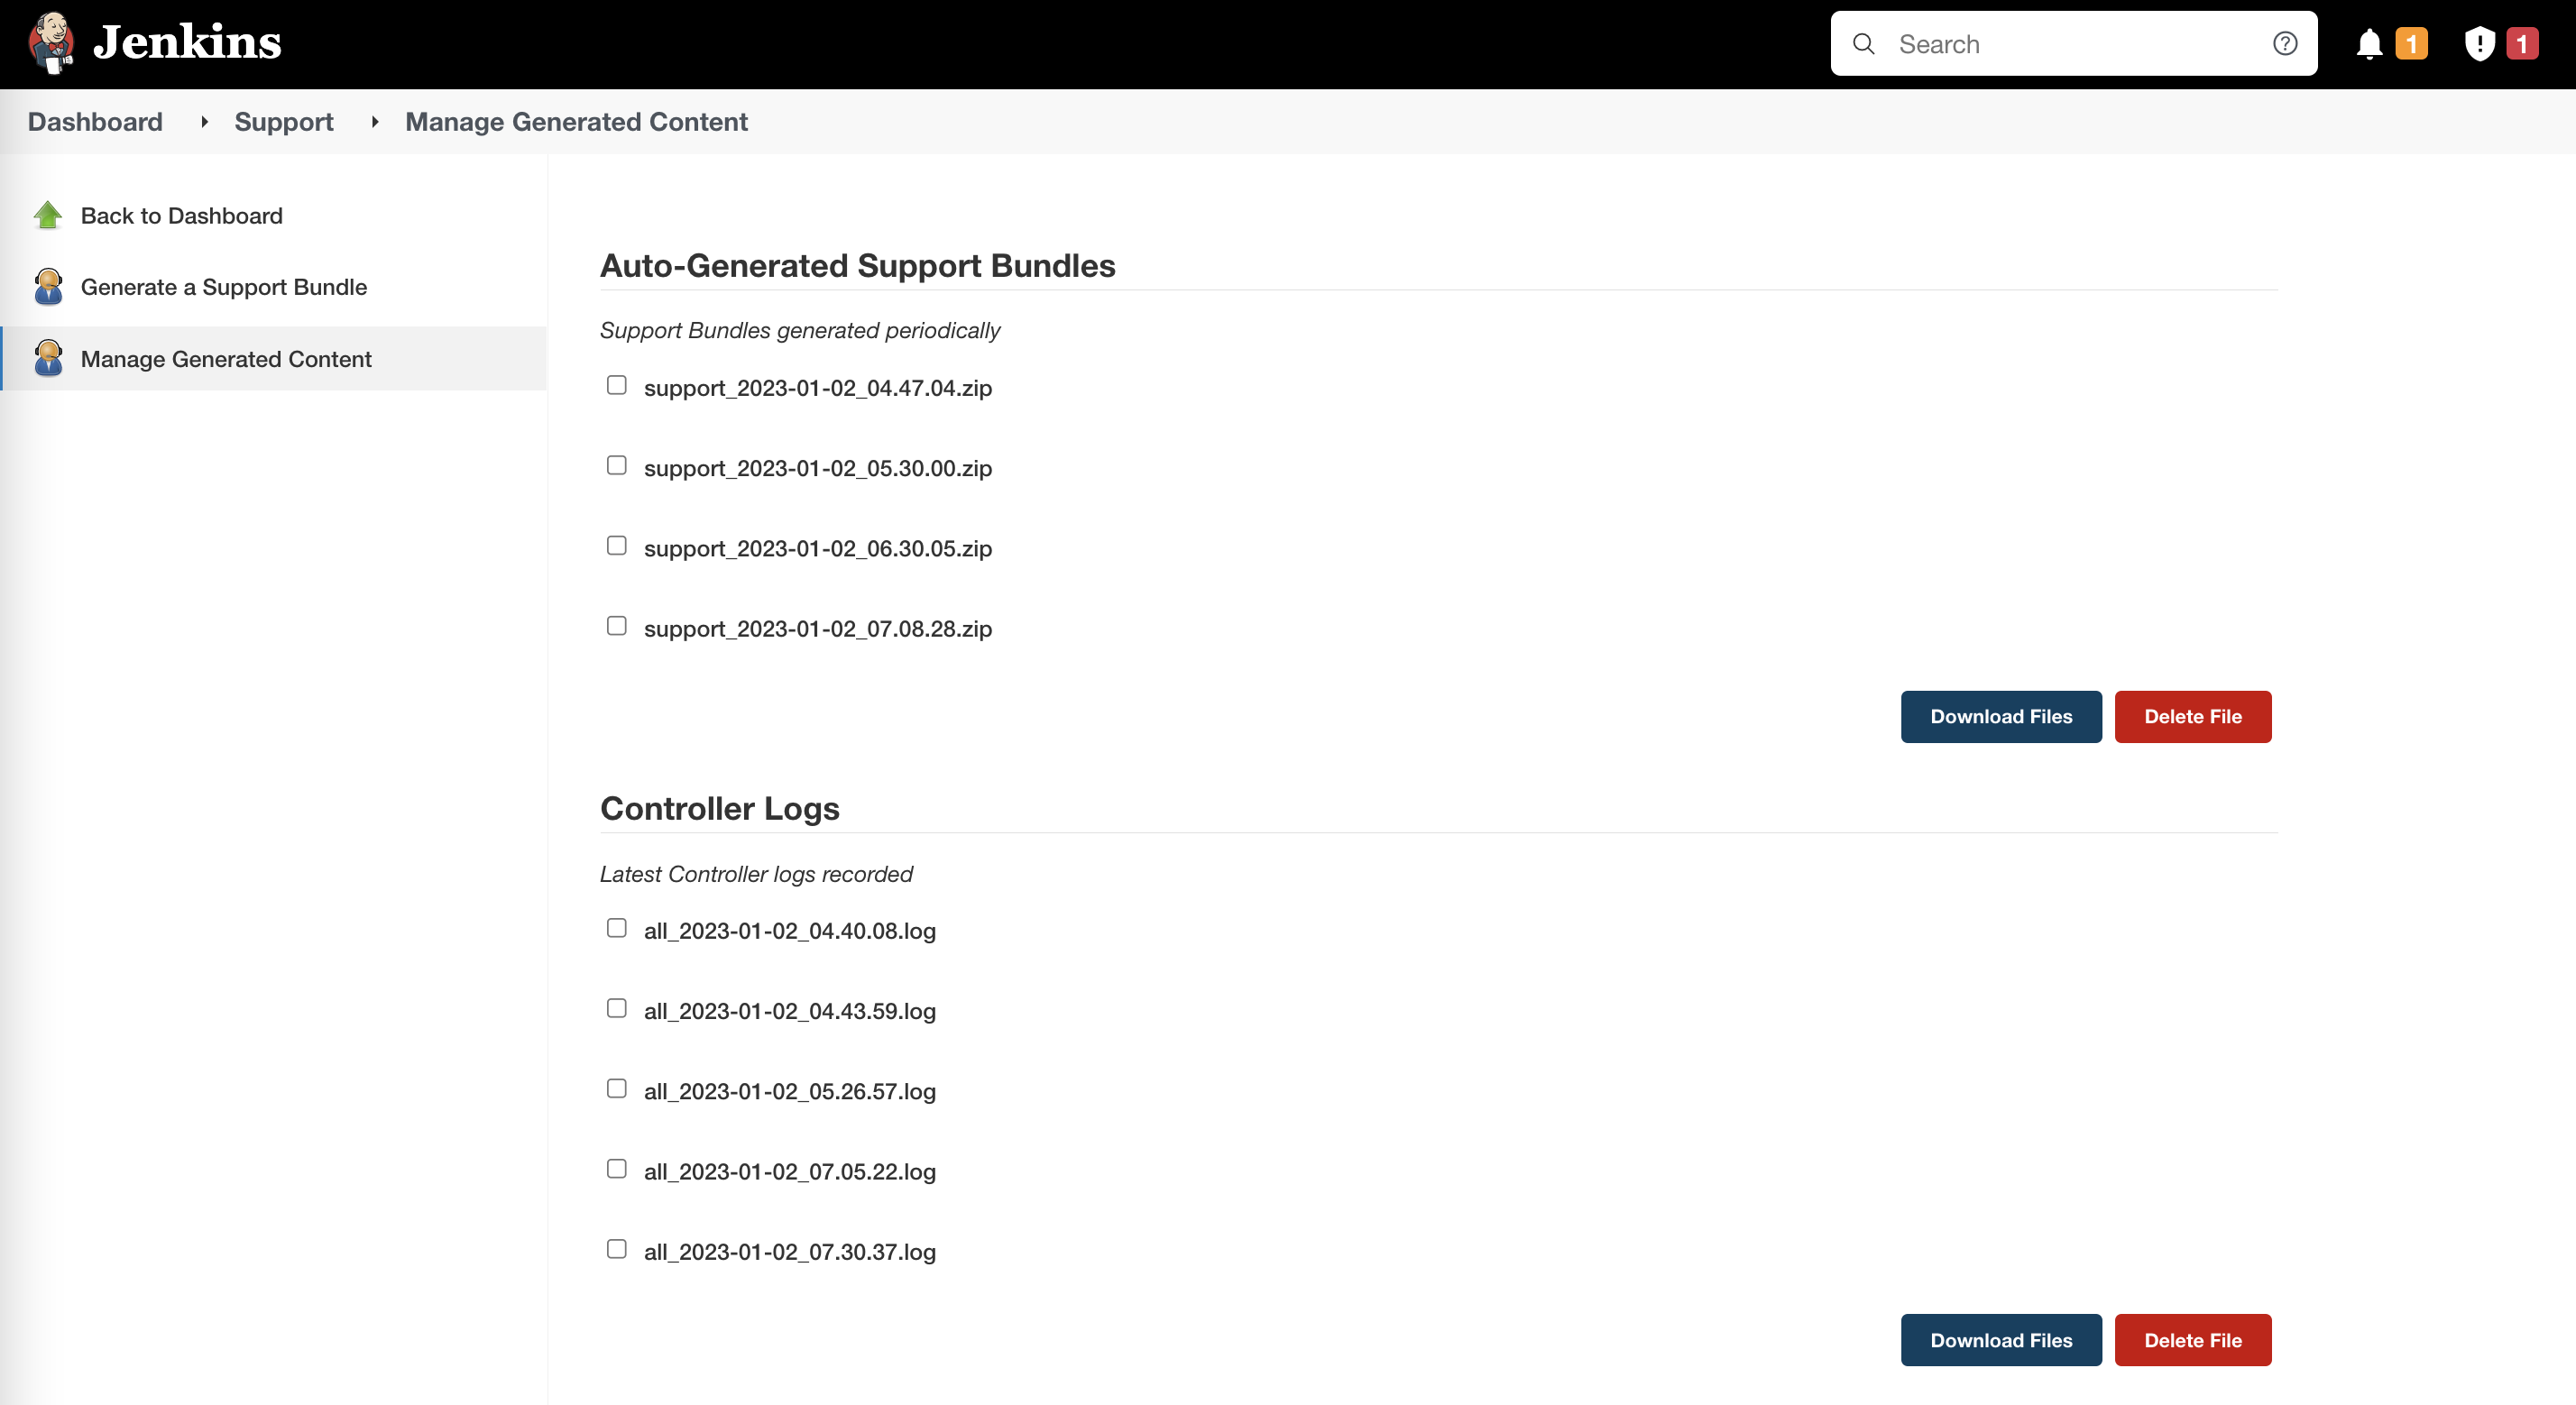 Jenkins
Search
1
1
Dashboard
Support
Manage Generated Content
Back to Dashboard
Generate a Support Bundle
Manage Generated Content
Auto-Generated Support Bundles
Support Bundles generated periodically
support_2023-01-02_04.47.04.zip
support_2023-01-02_05.30.00.zip
support_2023-01-02_06.30.05.zip
support_2023-01-02_07.08.28.zip
Download Files
Delete File
Controller Logs
Latest Controller logs recorded
all_2023-01-02_04.40.08.log
all_2023-01-02_04.43.59.log
all_2023-01-02_05.26.57.log
all_2023-01-02_07.05.22.log
all_2023-01-02_07.30.37.log
Download Files
Delete File